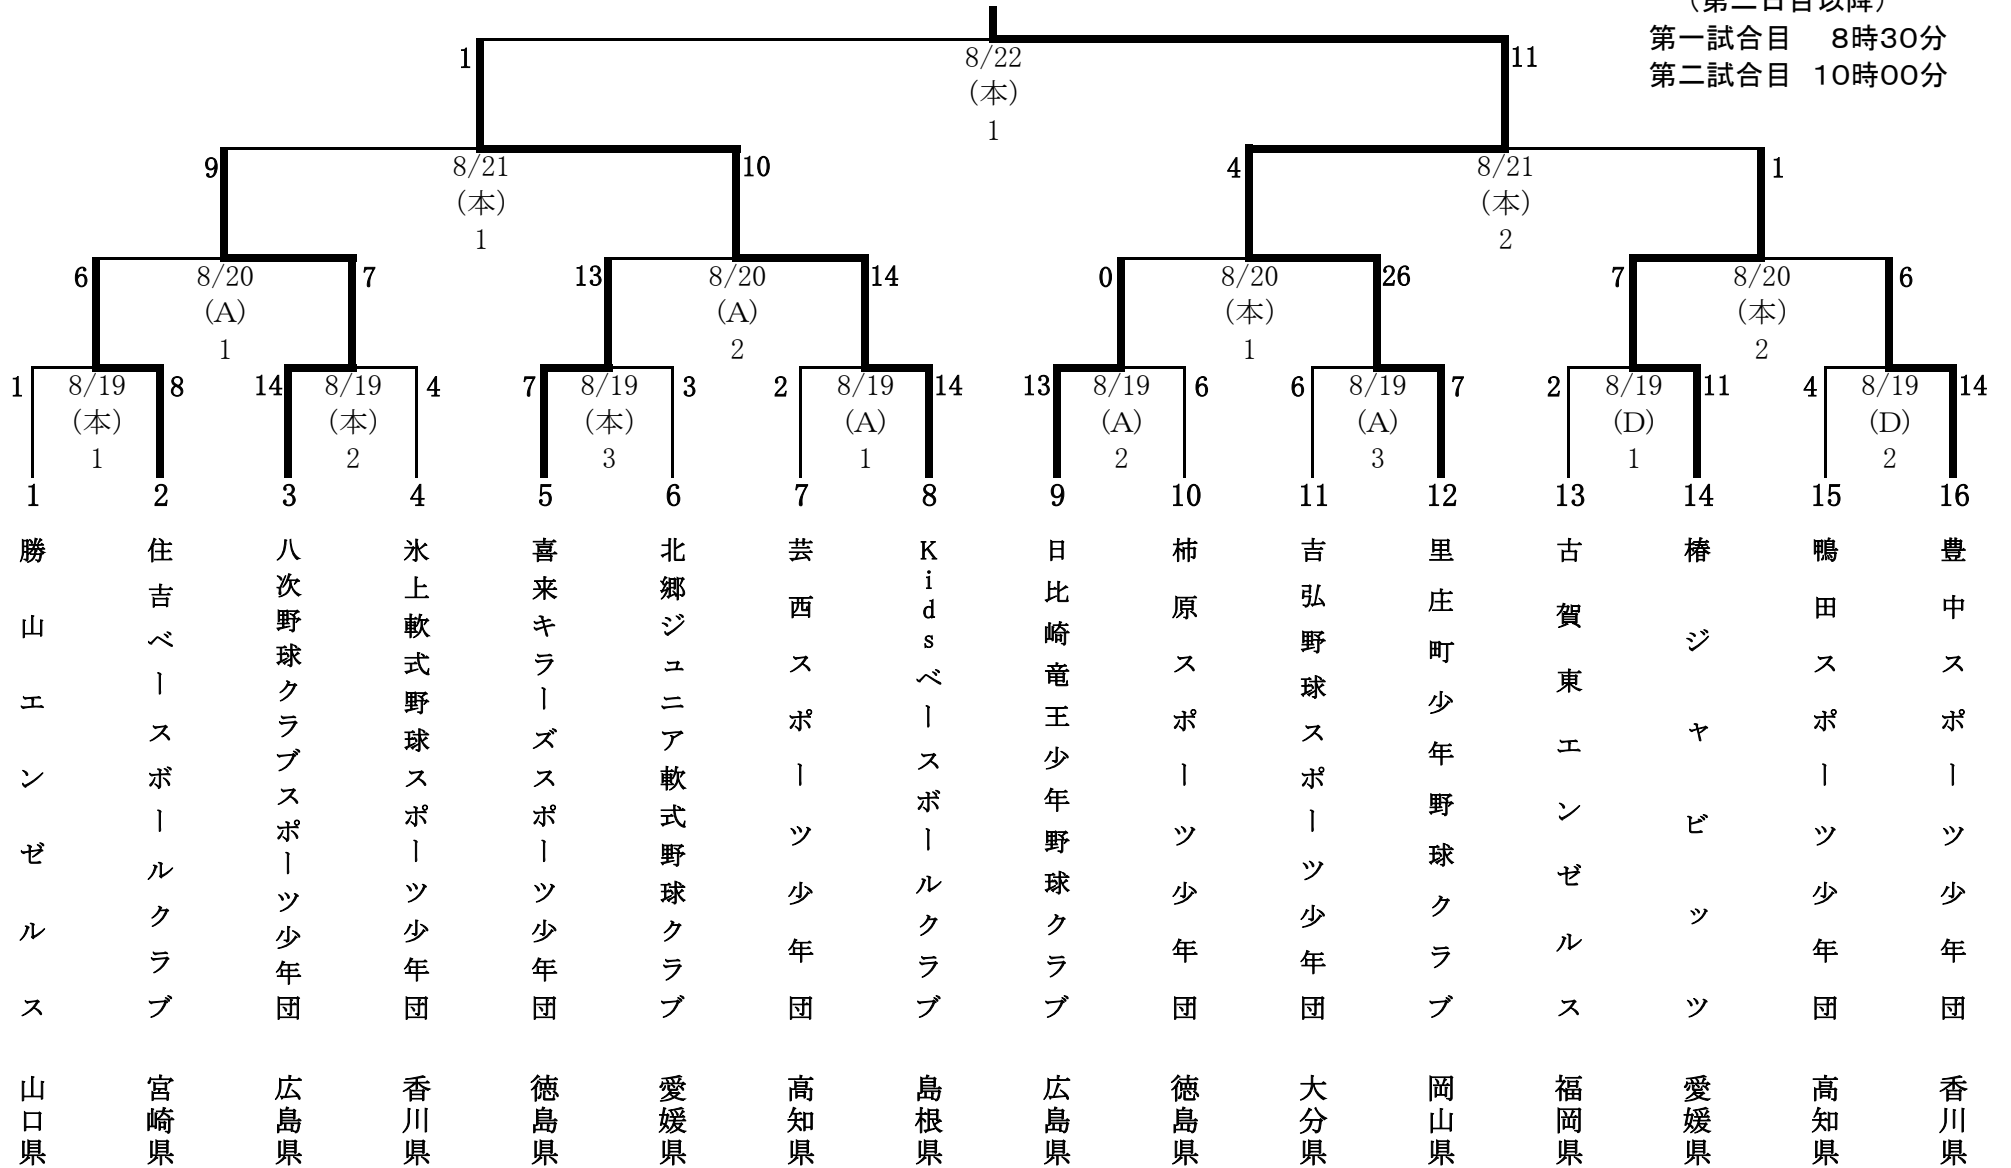 （第二日目以降）
第一試合目　8時30分
第二試合目　10時00分
1
8/22
(本)
1
11
9
8/21
(本)
1
10
4
8/21
(本)
2
1
6
8/20
(A)
1
7
13
8/20
(A)
2
14
0
8/20
(本)
1
26
7
8/20
(本)
2
6
1
8/19
(本)
1
8
14
8/19
(本)
2
4
7
8/19
(本)
3
3
2
8/19
(A)
1
14
13
8/19
(A)
2
6
6
8/19
(A)
3
7
2
8/19
(D)
1
11
4
8/19
(D)
2
14
1
勝山エンゼルス
山口県
2
住吉ベースボールクラブ
宮崎県
3
八次野球クラブスポーツ少年団
広島県
4
氷上軟式野球スポーツ少年団
香川県
5
喜来キラーズスポーツ少年団
徳島県
6
北郷ジュニア軟式野球クラブ
愛媛県
7
芸西スポーツ少年団
高知県
8
Kidsベースボールクラブ
島根県
9
日比崎竜王少年野球クラブ
広島県
10
柿原スポーツ少年団
徳島県
11
吉弘野球スポーツ少年団
大分県
12
里庄町少年野球クラブ
岡山県
13
古賀東エンゼルス
福岡県
14
椿ジャビッツ
愛媛県
15
鴨田スポーツ少年団
高知県
16
豊中スポーツ少年団
香川県